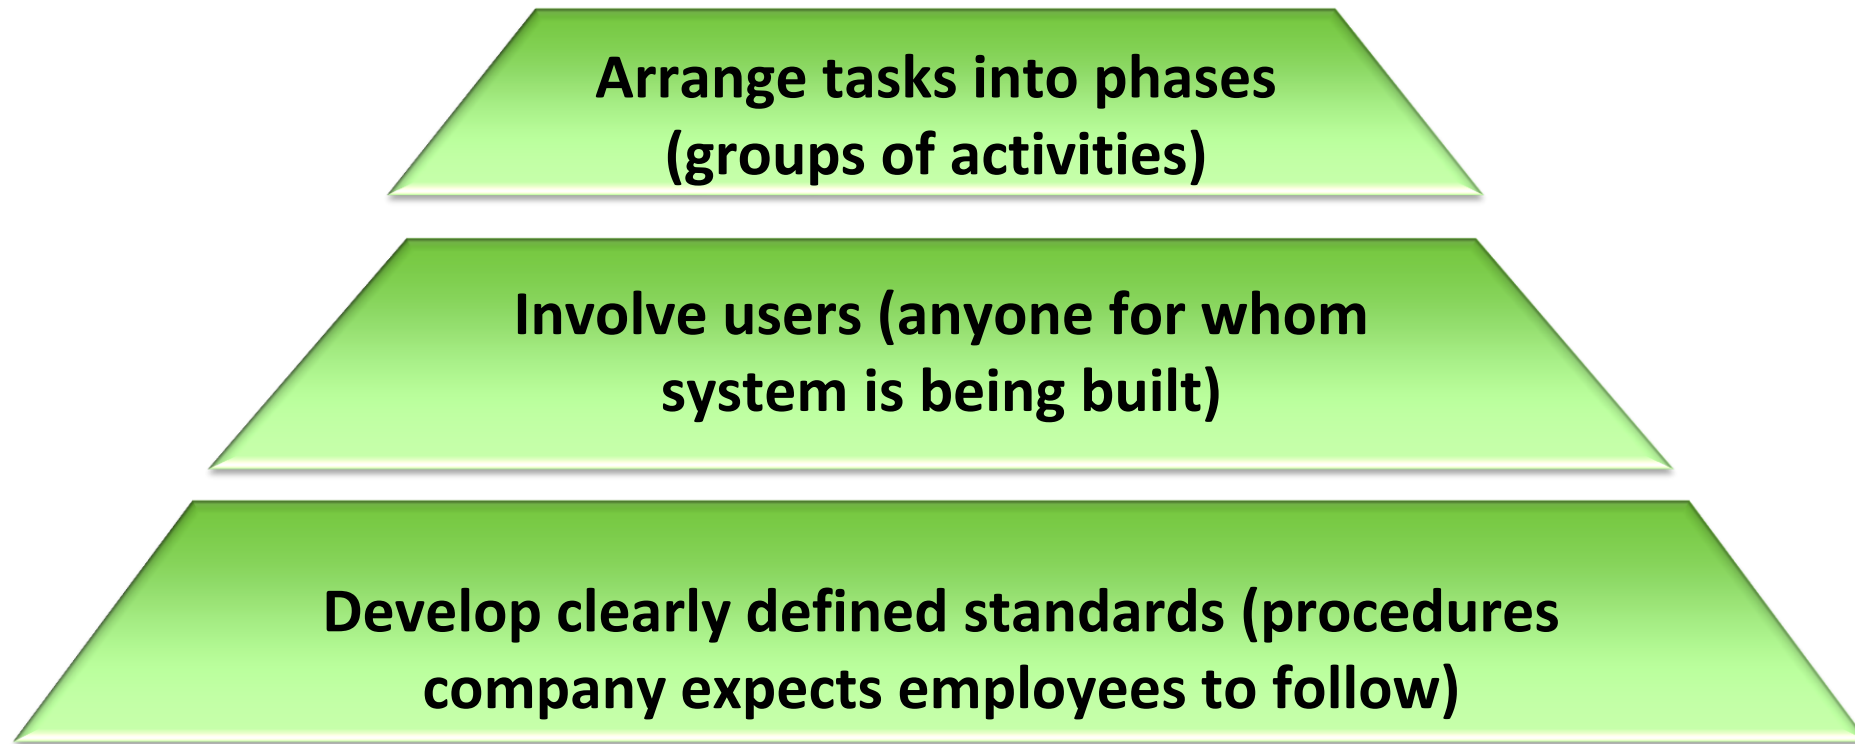 Arrange tasks into phases
(groups of activities)
Involve users (anyone for whom
system is being built)
Develop clearly defined standards (procedures
company expects employees to follow)